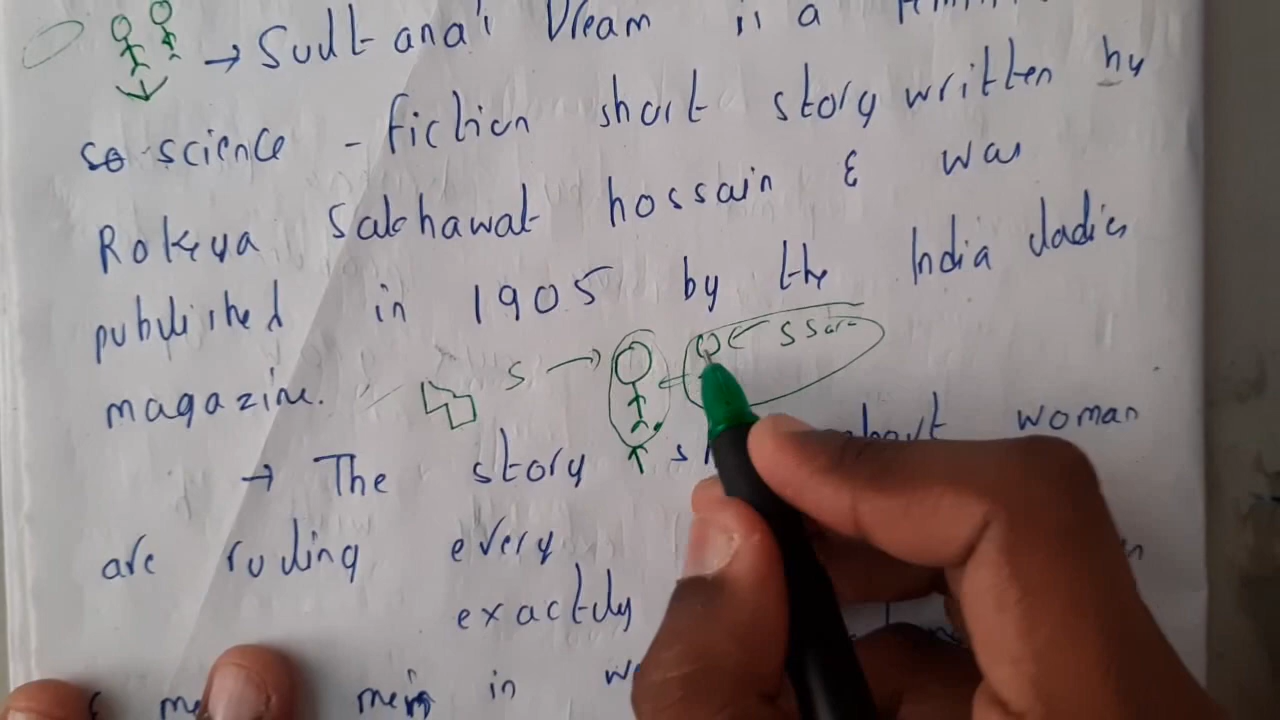 → Sultana's Dream is a
so science - fiction short story written by
Rokeya Sakhawat hossain & was
published in 1905 by the India ladies
magazine. S → ← S Sara
→ The story about woman
are ruling every
exactly
& men in